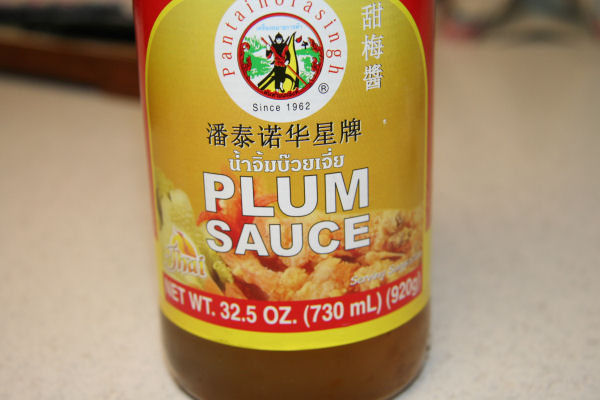 Pantainorasingh
®
Since 1962
甜梅醬
潘泰诺华星牌
น้ำจิ้มบ๊วยเจี่ย
PLUM
SAUCE
NET WT. 32.5 OZ. (730 mL) (920g)